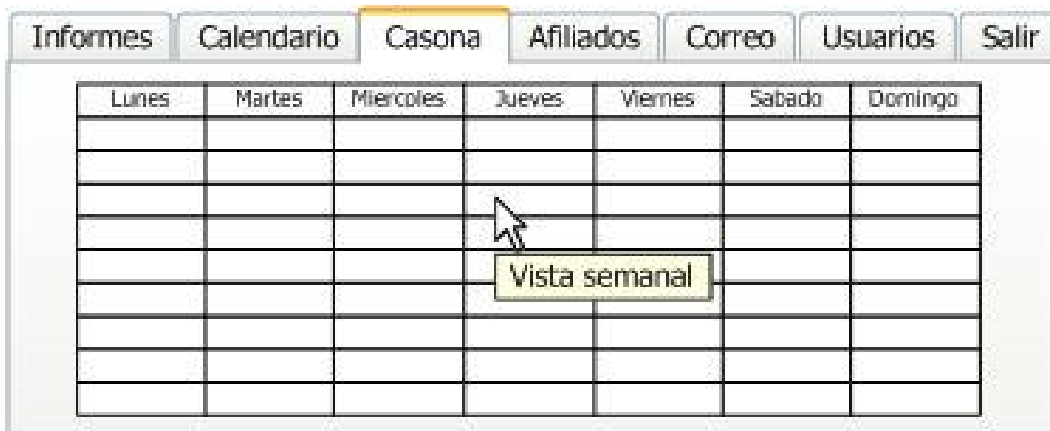 Informes Calendario Casona Afiliados Correo Usuarios Salir
Lunes Martes Miercoles Jueves Viernes Sabado Domingo
Vista semanal